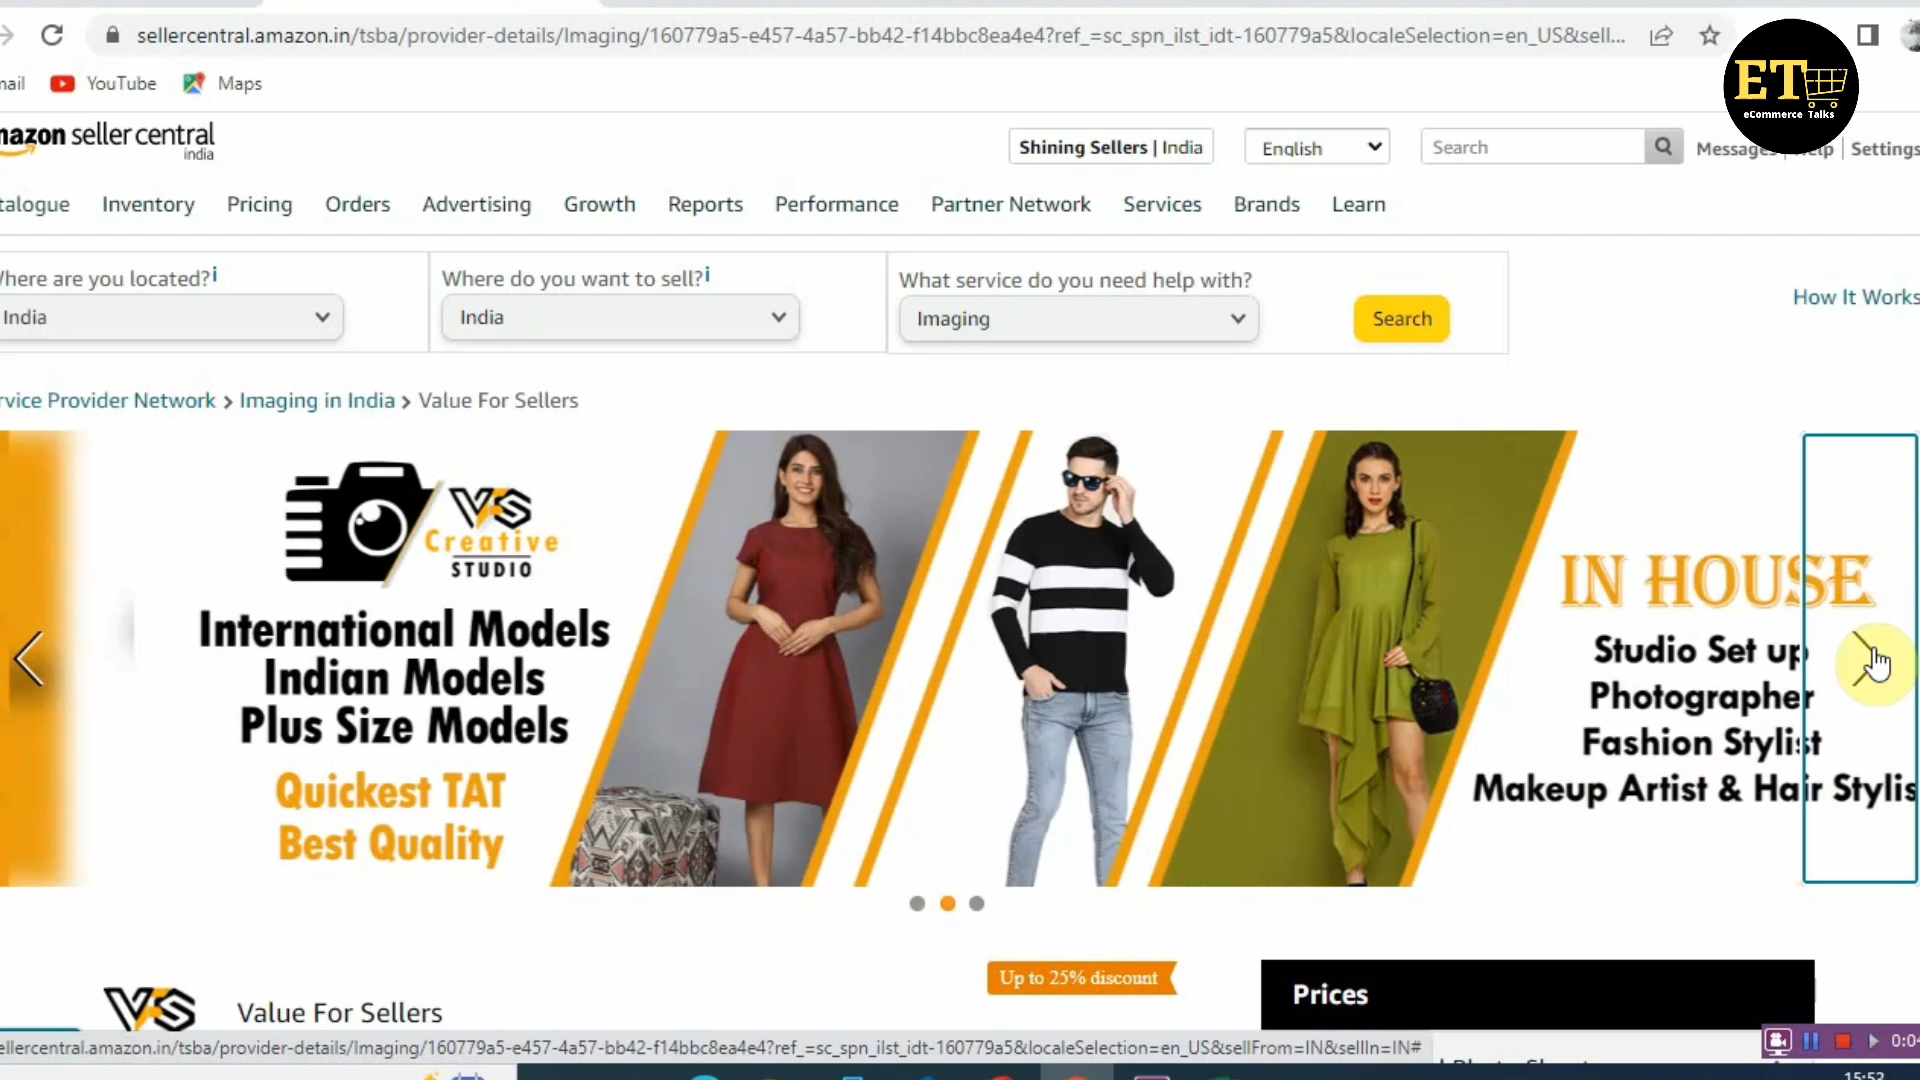 sellercentral.amazon.in/tsba/provider-details/Imaging/160779a5-e457-4a57-bb42-f14bbc8ea4e4?ref_=sc_spn_ilst_idt-160779a5&localeSelection=en_US&sell...
YouTube
Maps
ET
eCommerce Talks
seller central
india
Shining Sellers | India
English
Search
Messages
Settings
Inventory
Pricing
Orders
Advertising
Growth
Reports
Performance
Partner Network
Services
Brands
Learn
here are you located?i
Where do you want to sell?i
What service do you need help with?
India
India
Imaging
Search
How It Works
rvice Provider Network > Imaging in India > Value For Sellers
VFS
Creative
STUDIO
International Models
Indian Models
Plus Size Models
Quickest TAT
Best Quality
IN HOUSE
Studio Set up
Photographer
Fashion Stylist
Makeup Artist & Hair Stylis
Up to 25% discount
VFS
Value For Sellers
Prices
ellercentral.amazon.in/tsba/provider-details/Imaging/160779a5-e457-4a57-bb42-f14bbc8ea4e4?ref_=sc_spn_ilst_idt-160779a5&localeSelection=en_US&sellFrom=IN&sellIn=IN#